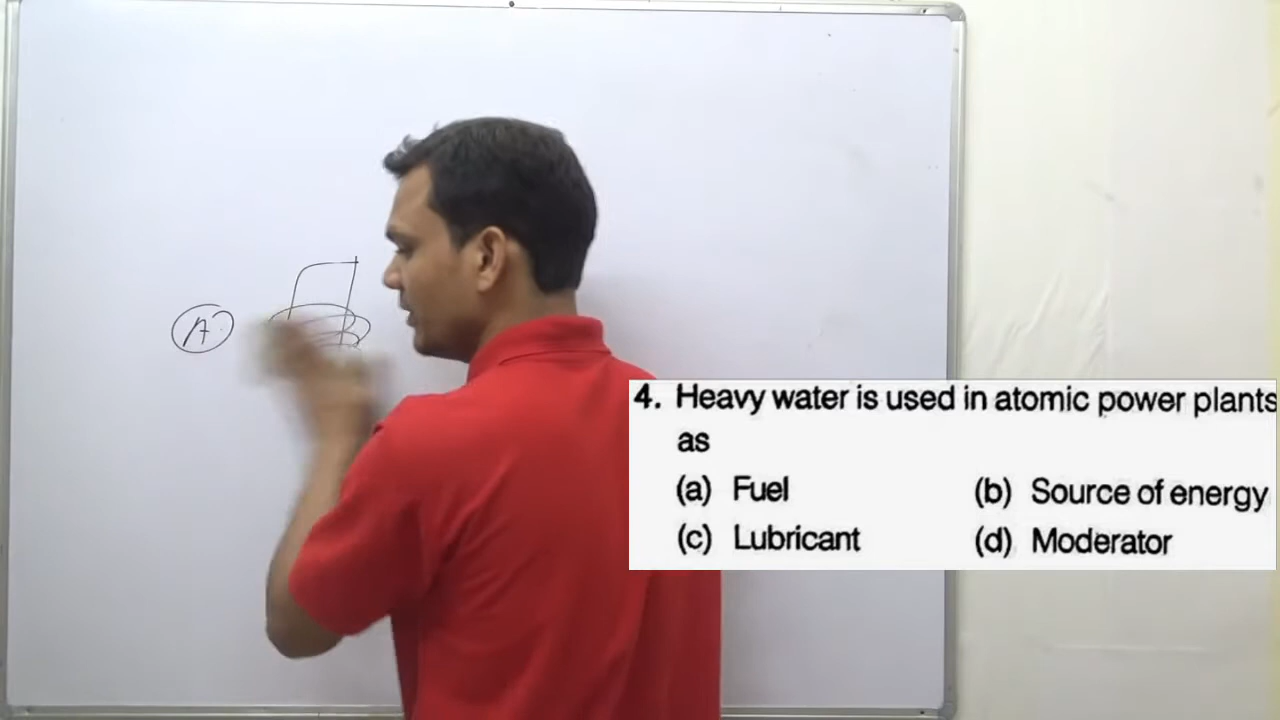 A
4. Heavy water is used in atomic power plants
as
(a) Fuel (b) Source of energy
(c) Lubricant (d) Moderator